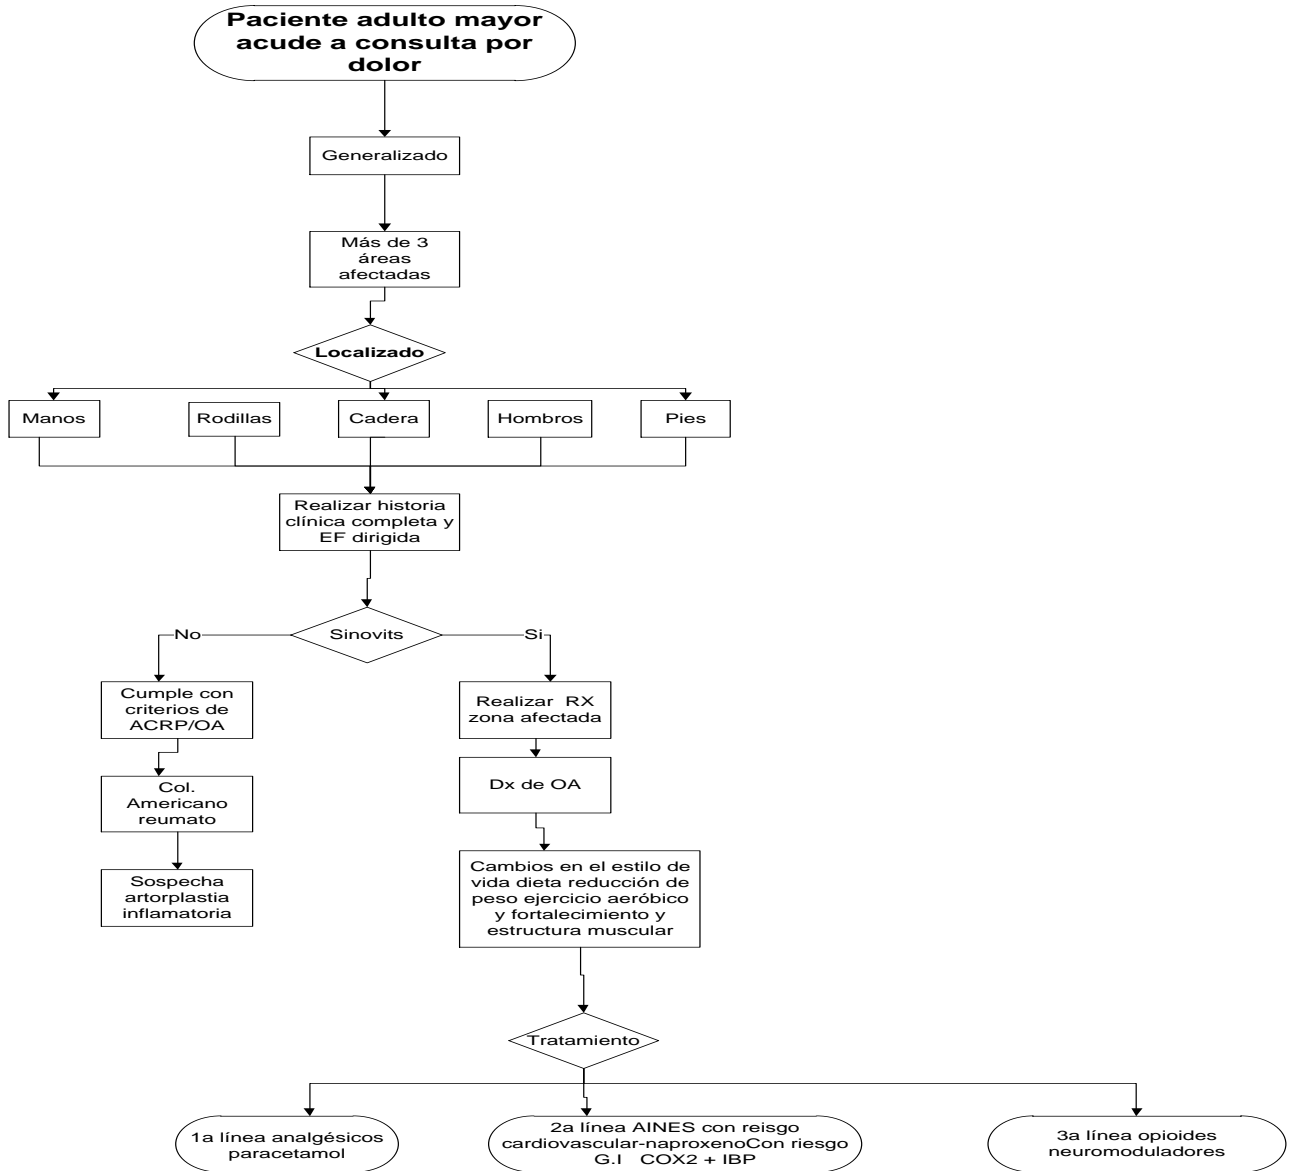 Paciente adulto mayor
acude a consulta por
dolor
Generalizado
Más de 3
áreas
afectadas
Localizado
Manos
Rodillas
Cadera
Hombros
Pies
Realizar historia
clínica completa y
EF dirigida
Sinovits
No
Si
Cumple con
criterios de
ACRP/OA
Col.
Americano
reumato
Sospecha
artorplastia
inflamatoria
Realizar RX
zona afectada
Dx de OA
Cambios en el estilo de
vida dieta reducción de
peso ejercicio aeróbico
y fortalecimiento y
estructura muscular
Tratamiento
1a línea analgésicos
paracetamol
2a línea AINES con reisgo
cardiovascular-naproxenoCon riesgo
G.I COX2 + IBP
3a línea opioides
neuromoduladores